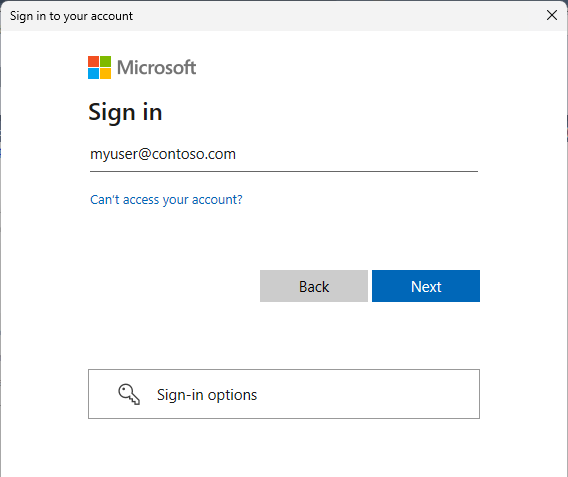 Sign in to your account
Microsoft
Sign in
myuser@contoso.com
Can't access your account?
Back Next
Sign-in options